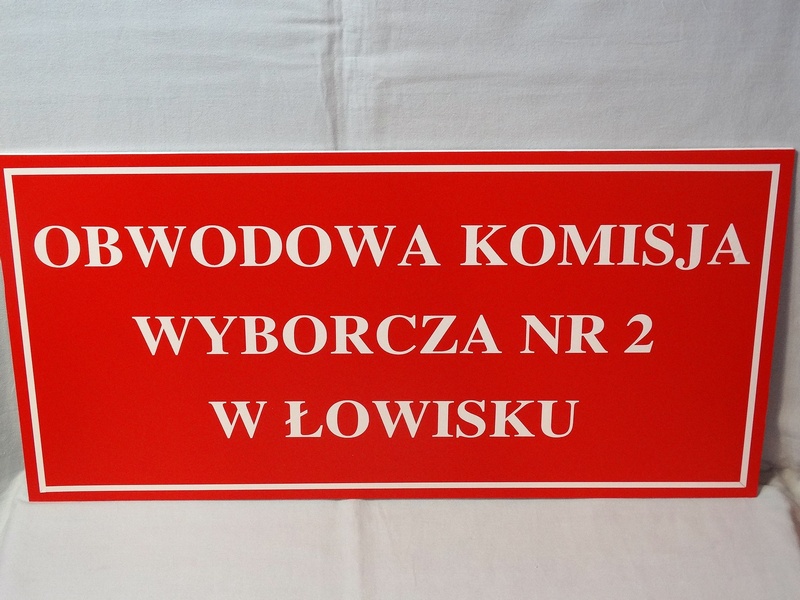 OBWODOWA KOMISJA
WYBORCZA NR 2
W ŁOWISKU